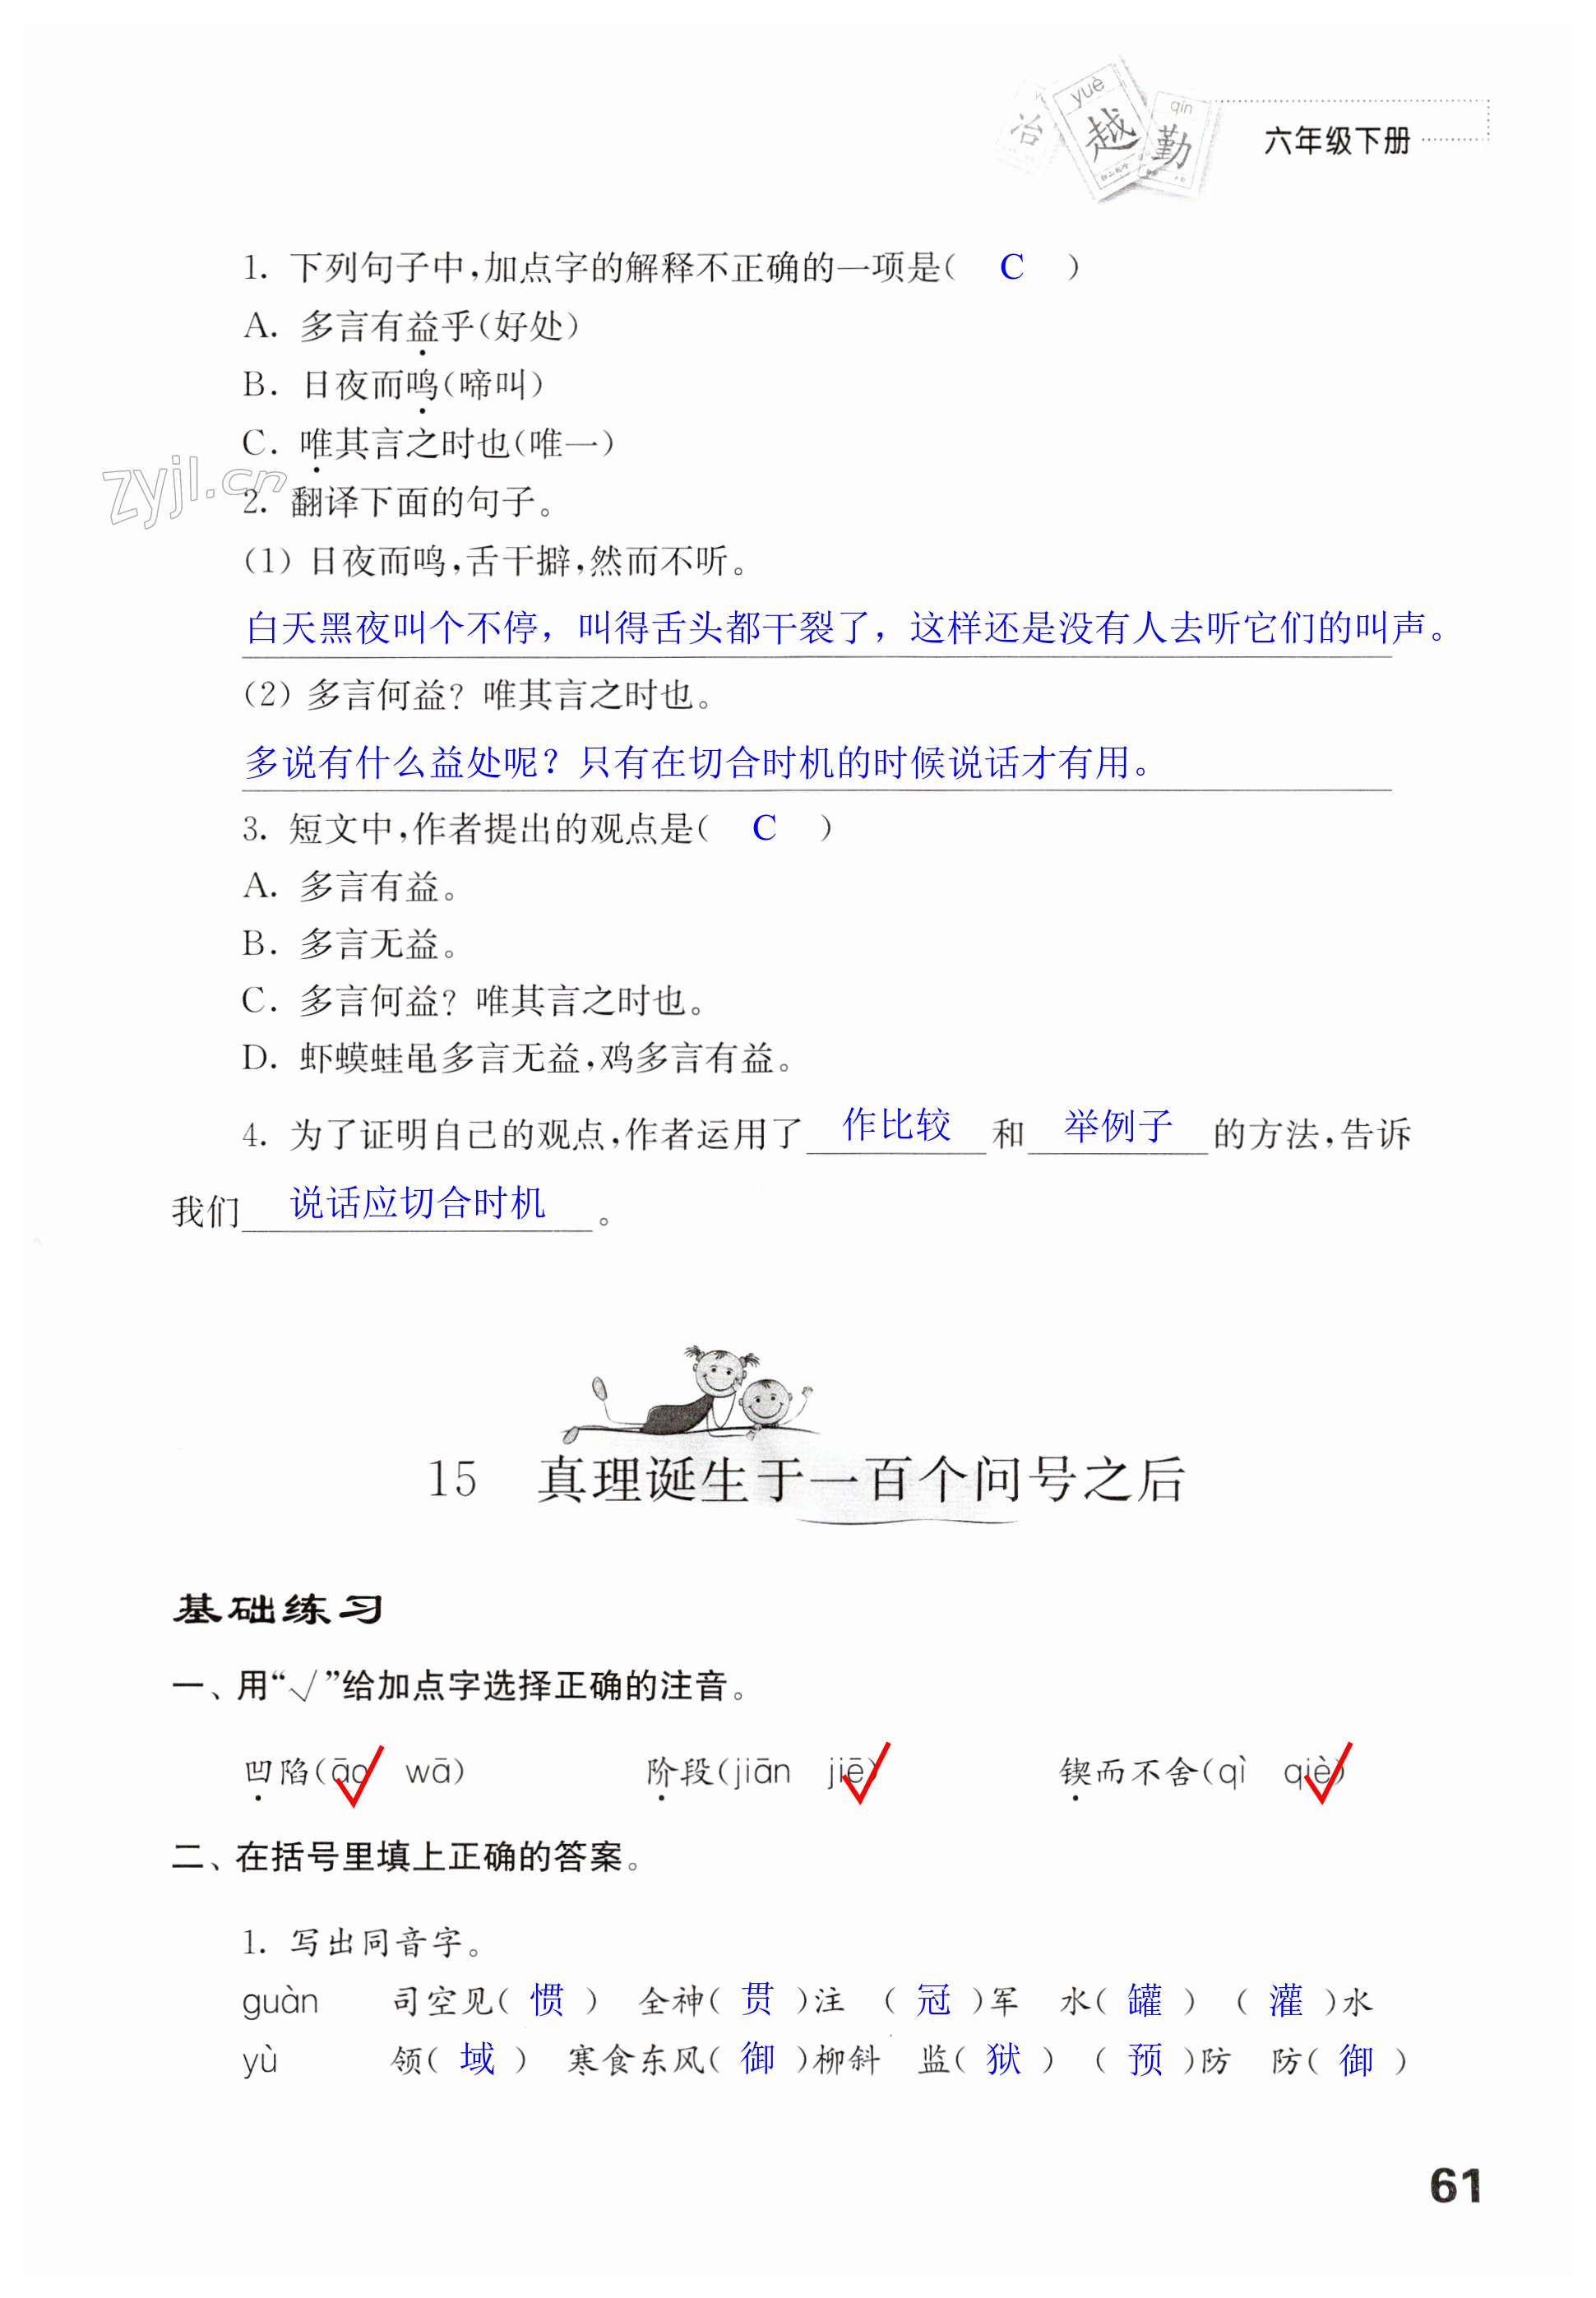 冶 yuè 越 qín 勤
六年级下册
1. 下列句子中,加点字的解释不正确的一项是( C )
A. 多言有益乎(好处)
B. 日夜而鸣(啼叫)
C. 唯其言之时也(唯一)
zyjl.cn
2. 翻译下面的句子。
(1) 日夜而鸣,舌干擗,然而不听。
白天黑夜叫个不停，叫得舌头都干裂了，这样还是没有人去听它们的叫声。
(2) 多言何益? 唯其言之时也。
多说有什么益处呢？只有在切合时机的时候说话才有用。
3. 短文中,作者提出的观点是( C )
A. 多言有益。
B. 多言无益。
C. 多言何益? 唯其言之时也。
D. 虾蟆蛙黾多言无益,鸡多言有益。
4. 为了证明自己的观点,作者运用了 作比较 和 举例子 的方法,告诉
我们 说话应切合时机 。
15 真理诞生于一百个问号之后
基础练习
一、用“√”给加点字选择正确的注音。
凹陷(āo√ wā) 阶段(jiān jiē√) 锲而不舍(qì qiè√)
二、在括号里填上正确的答案。
1. 写出同音字。
guàn 司空见( 惯 ) 全神( 贯 )注 ( 冠 )军 水( 罐 ) ( 灌 )水
yù 领( 域 ) 寒食东风( 御 )柳斜 监( 狱 ) ( 预 )防 防( 御 )
61